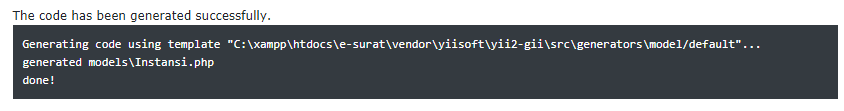 The code has been generated successfully.
Generating code using template "C:\xampp\htdocs\e-surat\vendor\yiisoft\yii2-gii\src\generators\model/default"...
generated models\Instansi.php
done!